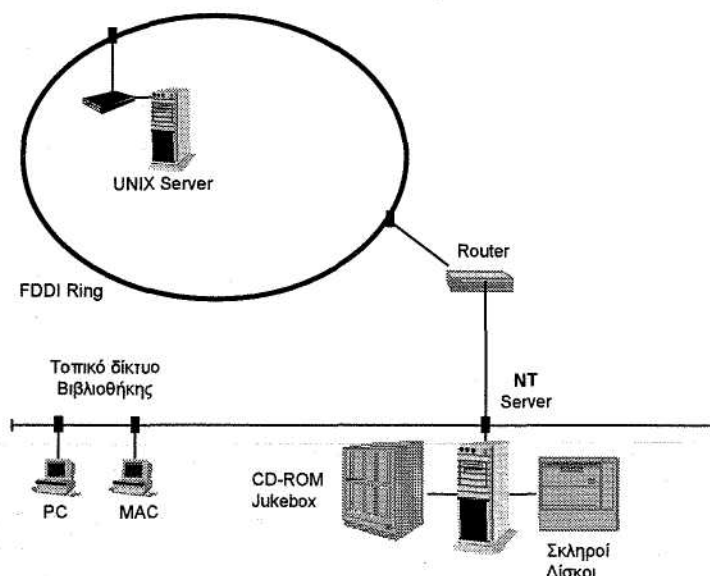 UNIX Server
Router
FDDI Ring
Τοπικό δίκτυο
Βιβλιοθήκης
NT
Server
CD-ROM
Jukebox
PC
MAC
Σκληροί
Δίσκοι